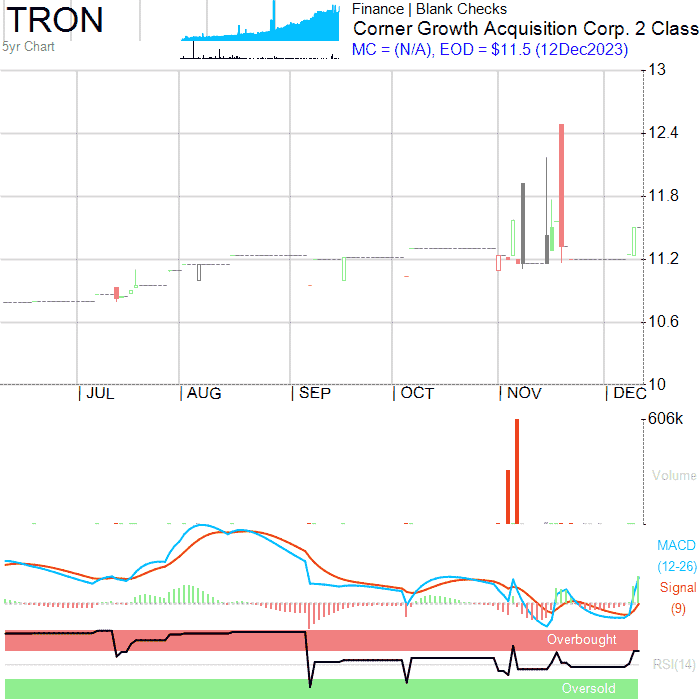 TRON
5yr Chart
Finance | Blank Checks
Corner Growth Acquisition Corp. 2 Class
MC = (N/A), EOD = $11.5 (12Dec2023)
13
12.4
11.8
11.2
10.6
10
| JUL | AUG | SEP | OCT | NOV | DEC
606k
Volume
MACD
(12-26)
Signal
(9)
Overbought
RSI(14)
Oversold